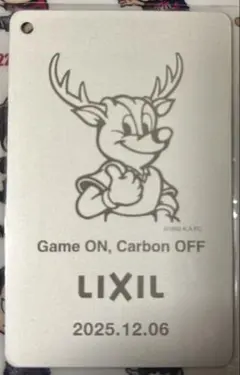 Game ON, Carbon OFF
LIXIL
2025.12.06